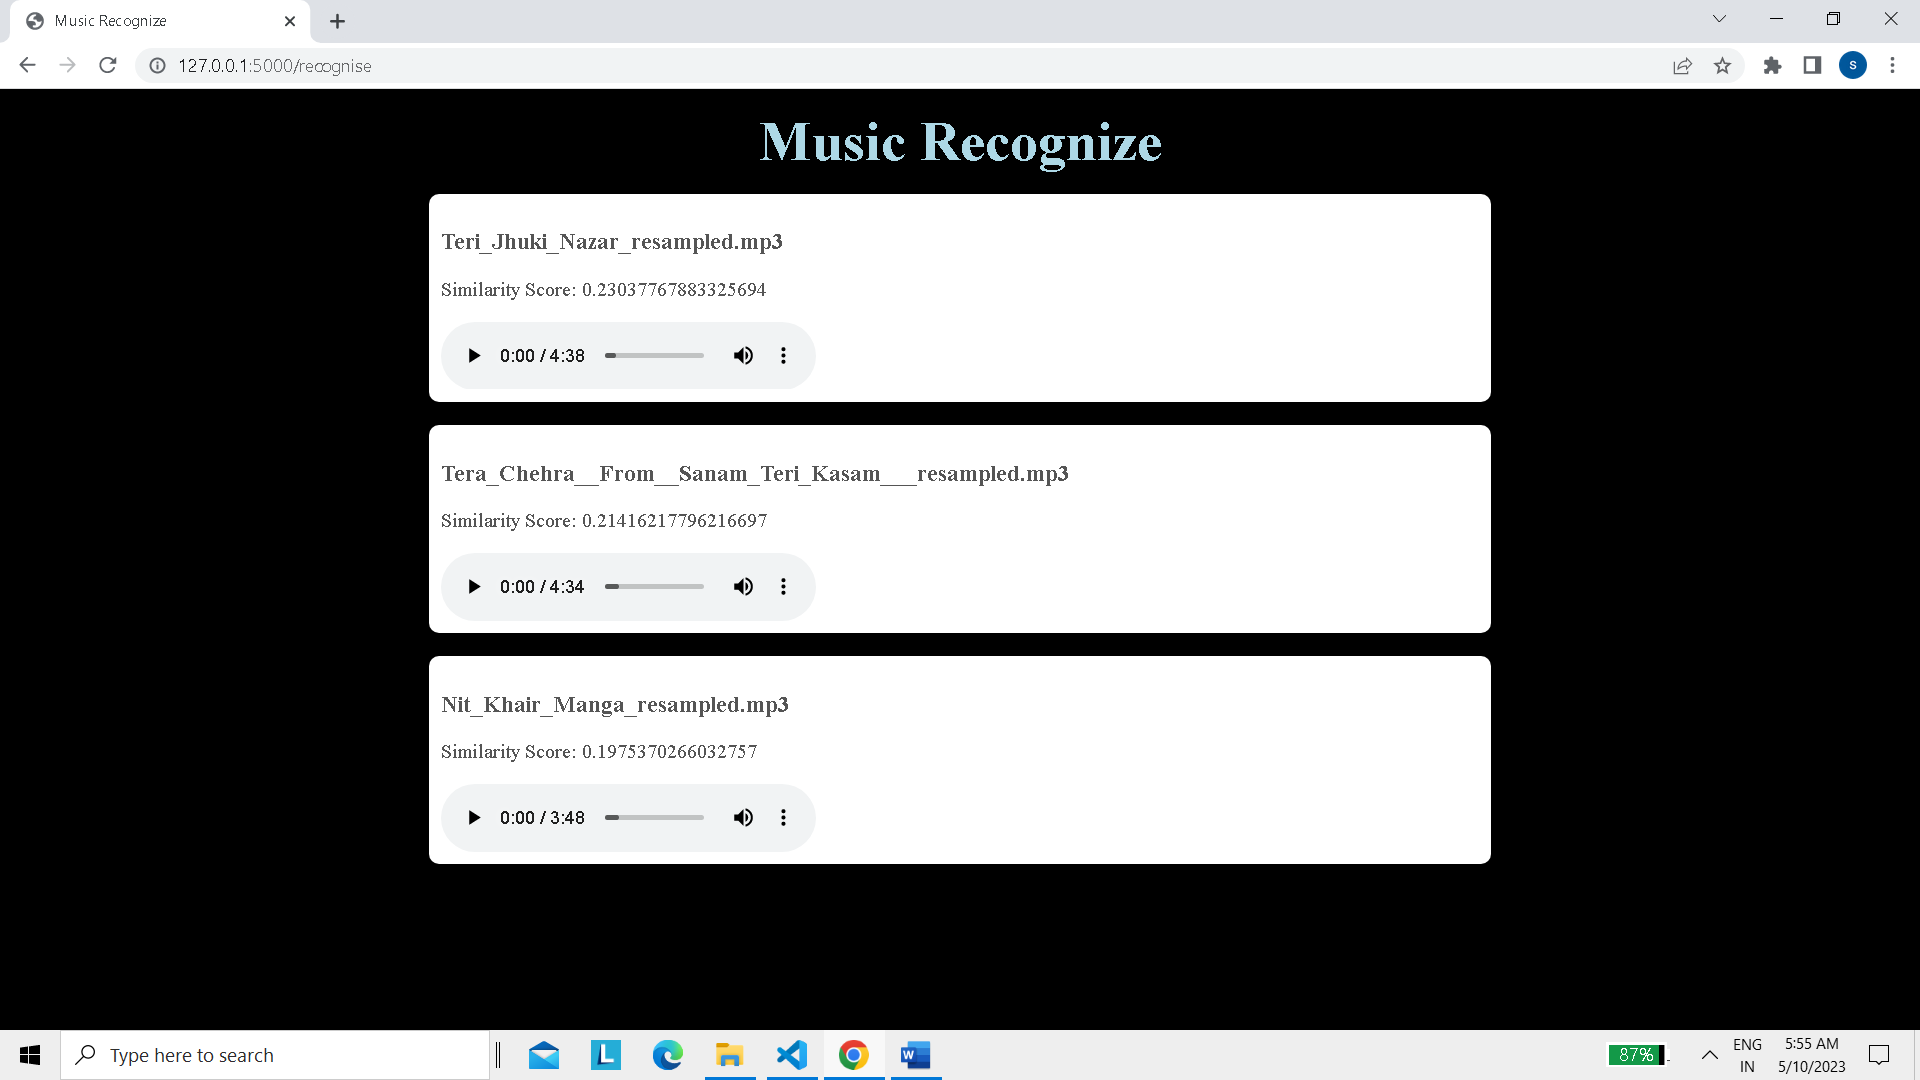 Music Recognize
127.0.0.1:5000/recognise
S
Music Recognize
Teri_Jhuki_Nazar_resampled.mp3
Similarity Score: 0.23037767883325694
0:00 / 4:38
Tera_Chehra__From__Sanam_Teri_Kasam___resampled.mp3
Similarity Score: 0.21416217796216697
0:00 / 4:34
Nit_Khair_Manga_resampled.mp3
Similarity Score: 0.1975370266032757
0:00 / 3:48
Type here to search
L
W
87%
ENG
IN
5:55 AM
5/10/2023